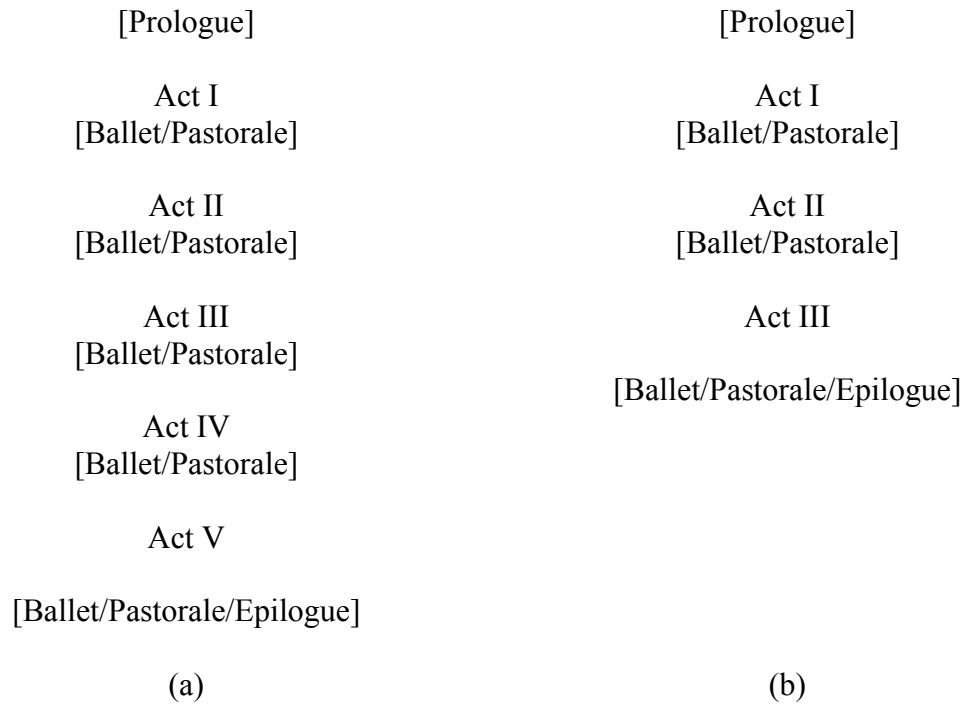 [Prologue]
Act I
[Ballet/Pastorale]
Act II
[Ballet/Pastorale]
Act III
[Ballet/Pastorale]
Act IV
[Ballet/Pastorale]
Act V
[Ballet/Pastorale/Epilogue]
(a)
[Prologue]
Act I
[Ballet/Pastorale]
Act II
[Ballet/Pastorale]
Act III
[Ballet/Pastorale/Epilogue]
(b)